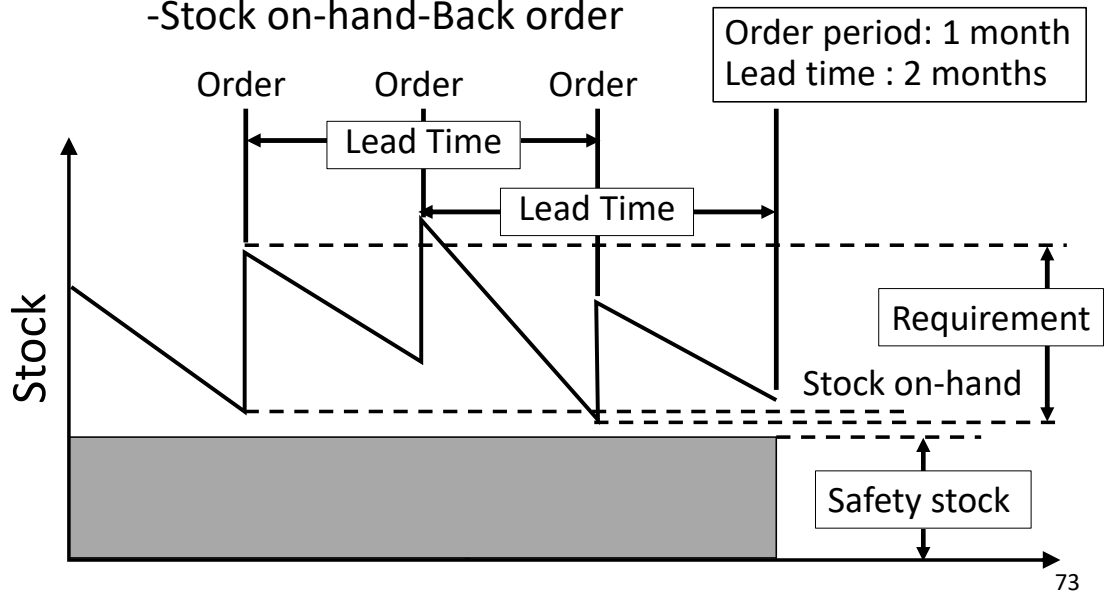 -Stock on-hand-Back order
Order period: 1 month
Lead time : 2 months
Order
Order
Order
Lead Time
Lead Time
Stock
Requirement
Stock on-hand
Safety stock
73